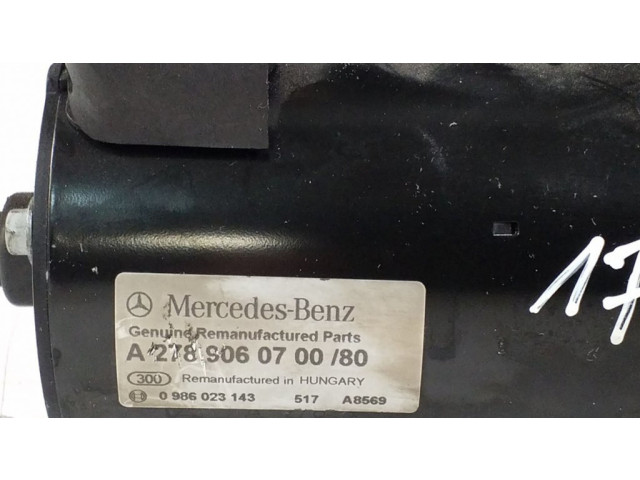 Mercedes-Benz
Genuine Remanufactured Parts
A 278 906 07 00 /80
300 Remanufactured in HUNGARY
0 986 023 143 517 A8569
17